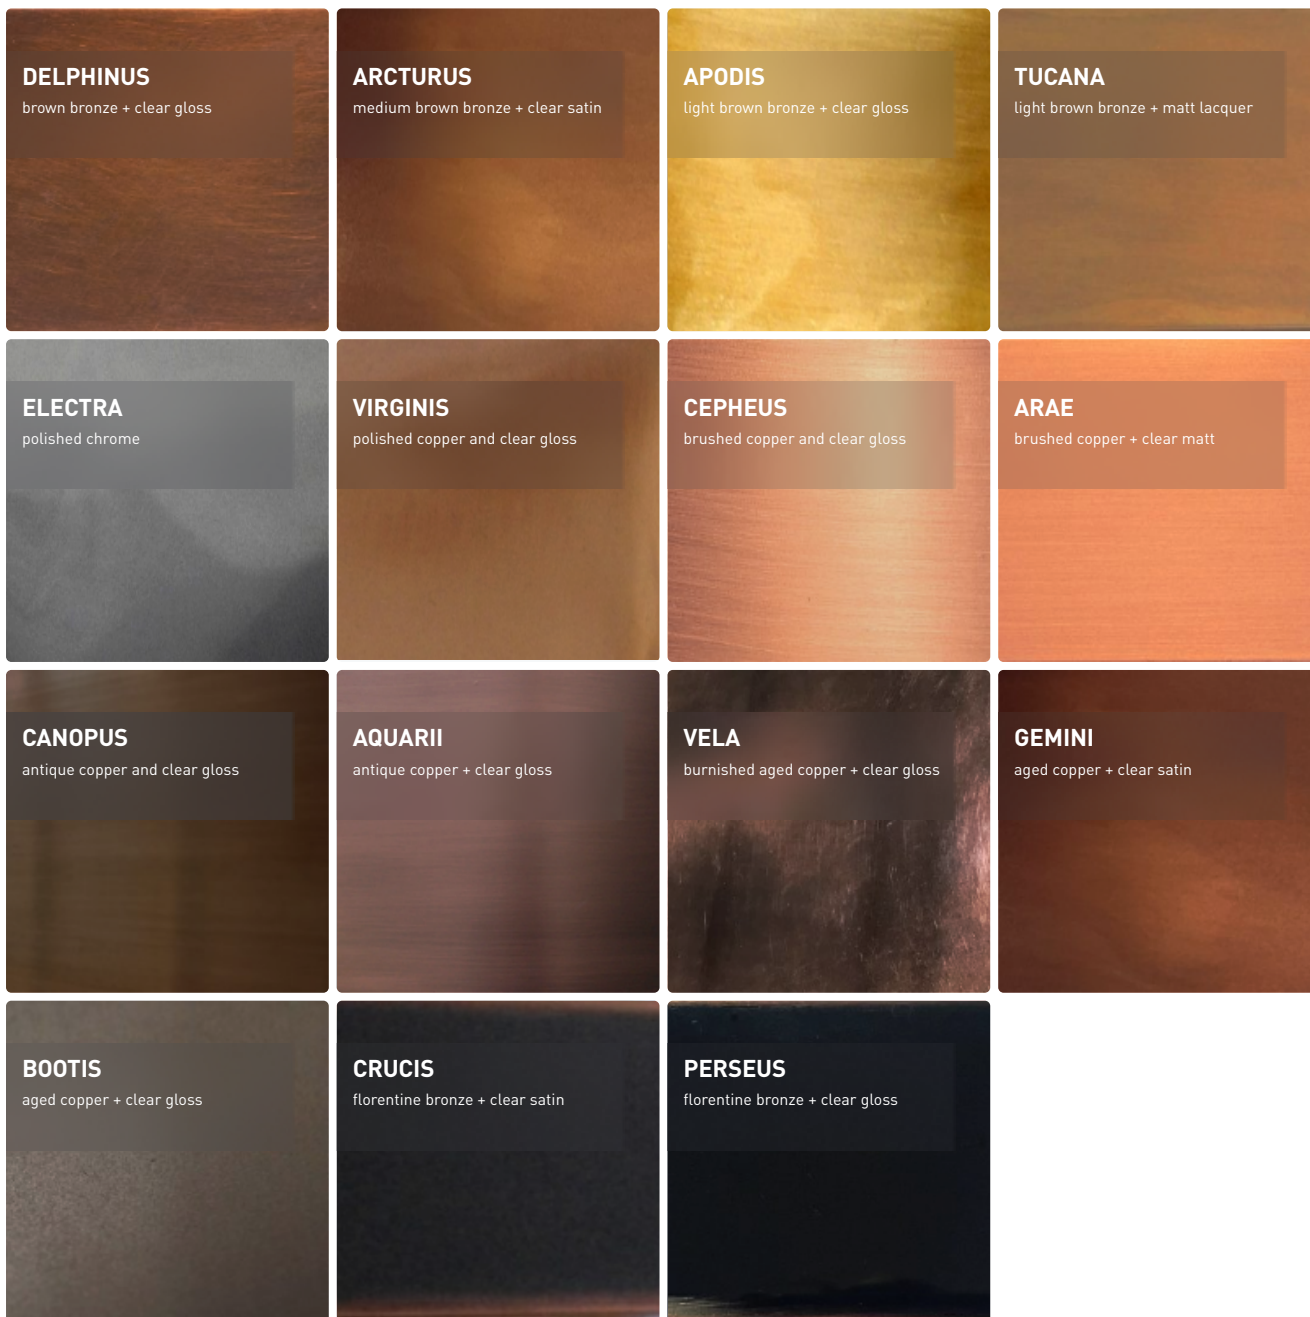 DELPHINUS
brown bronze + clear gloss
ARCTURUS
medium brown bronze + clear satin
APODIS
light brown bronze + clear gloss
TUCANA
light brown bronze + matt lacquer
ELECTRA
polished chrome
VIRGINIS
polished copper and clear gloss
CEPHEUS
brushed copper and clear gloss
ARAE
brushed copper + clear matt
CANOPUS
antique copper and clear gloss
AQUARII
antique copper + clear gloss
VELA
burnished aged copper + clear gloss
GEMINI
aged copper + clear satin
BOOTIS
aged copper + clear gloss
CRUCIS
florentine bronze + clear satin
PERSEUS
florentine bronze + clear gloss